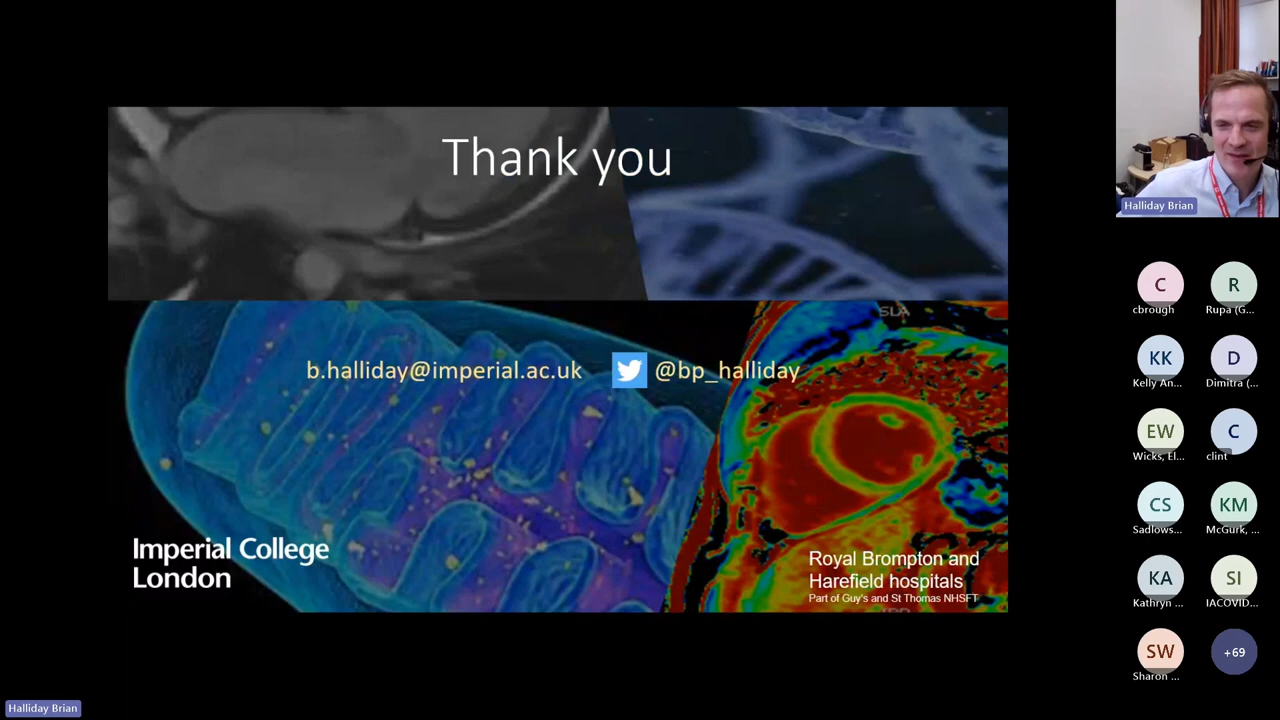 Thank you
SLA
b.halliday@imperial.ac.uk
@bp_halliday
Imperial College
London
Royal Brompton and
Harefield hospitals
Part of Guy's and St Thomas NHSFT
Halliday Brian
C
R
cbrough
Rupa (G...
KK
D
Kelly An...
Dimitra (...
EW
C
Wicks, El...
clint
CS
KM
Sadlows...
McGurk, ...
KA
SI
Kathryn ...
IACOVID...
SW
+69
Sharon ...
Halliday Brian